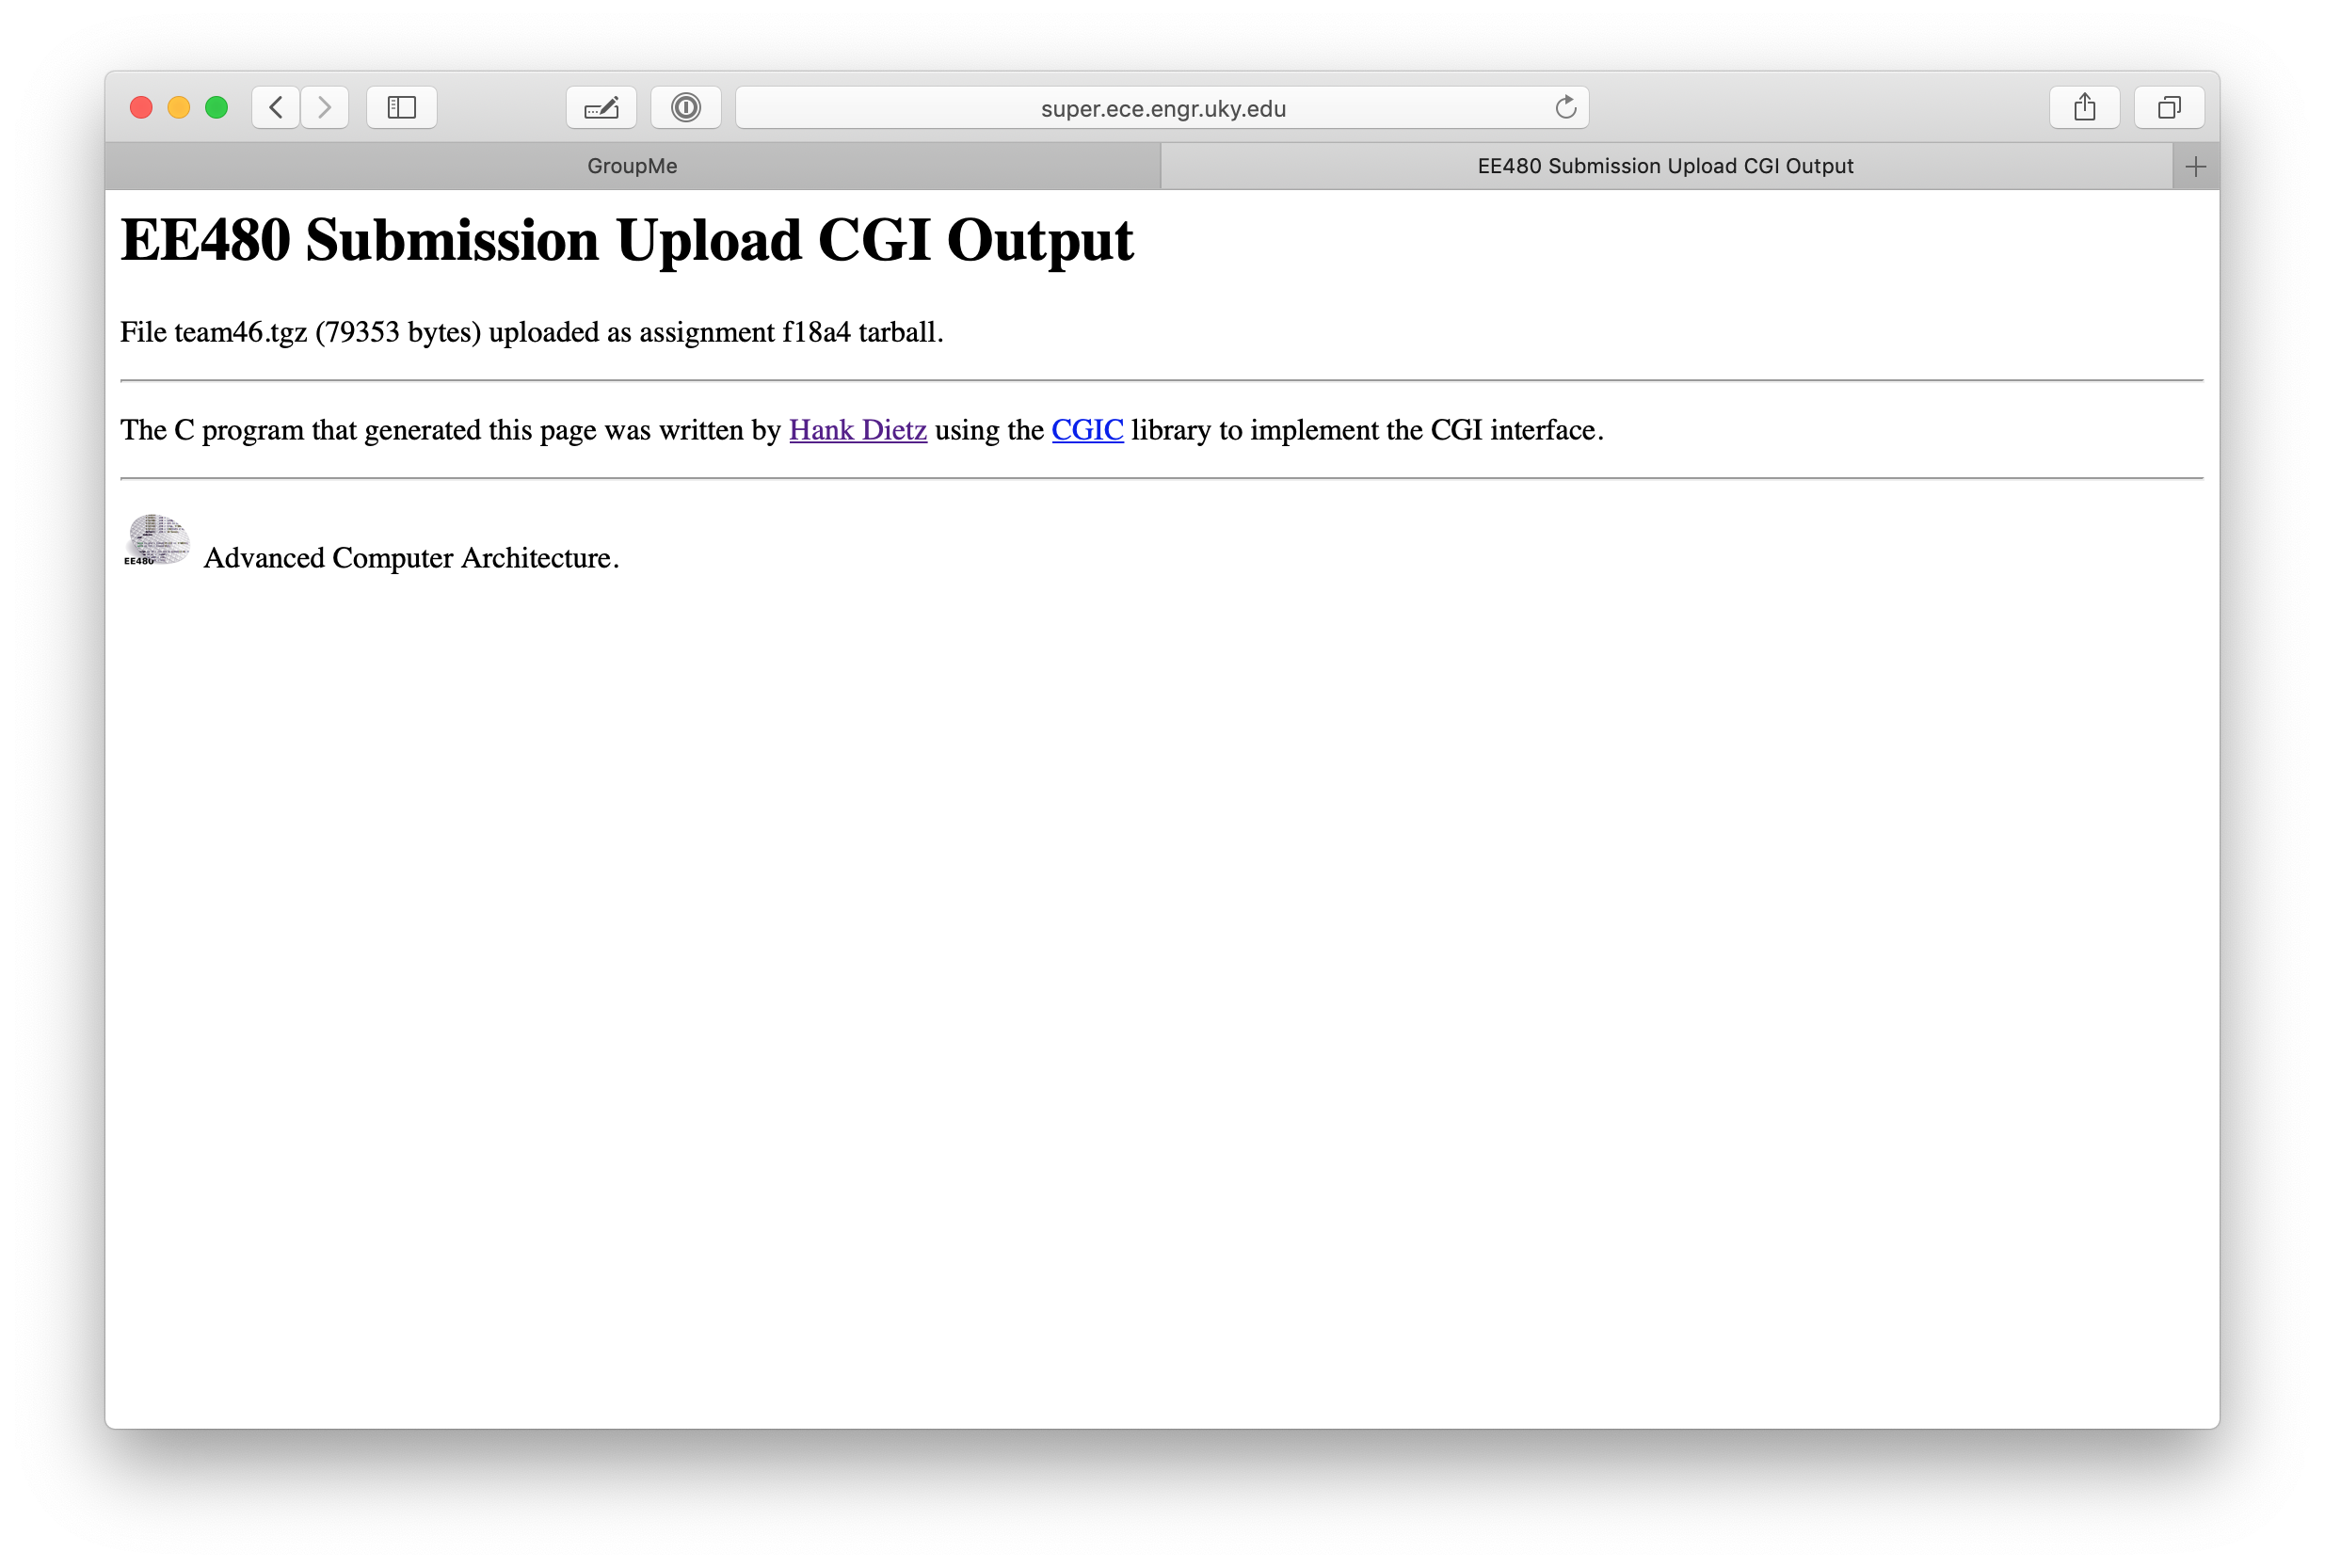 super.ece.engr.uky.edu
GroupMe
EE480 Submission Upload CGI Output
EE480 Submission Upload CGI Output
File team46.tgz (79353 bytes) uploaded as assignment f18a4 tarball.
The C program that generated this page was written by Hank Dietz using the CGIC library to implement the CGI interface.
EE480 Advanced Computer Architecture.